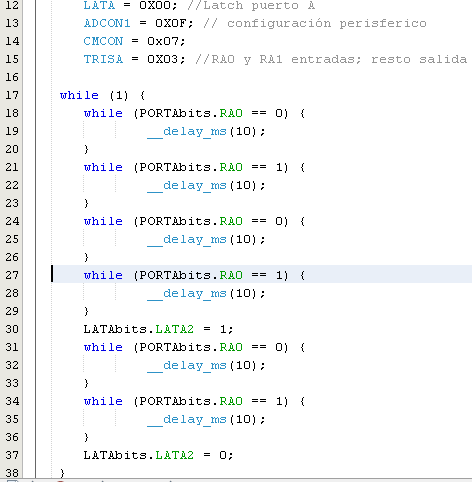 12 LATA = 0X00; //Latch puerto A
13 ADCON1 = 0X0F; // configuración perisferico
14 CMCON = 0x07;
15 TRISA = 0X03; //RA0 y RA1 entradas; resto salida
16
17 while (1) {
18 while (PORTAbits.RA0 == 0) {
19 __delay_ms(10);
20 }
21 while (PORTAbits.RA0 == 1) {
22 __delay_ms(10);
23 }
24 while (PORTAbits.RA0 == 0) {
25 __delay_ms(10);
26 }
27 while (PORTAbits.RA0 == 1) {
28 __delay_ms(10);
29 }
30 LATAbits.LATA2 = 1;
31 while (PORTAbits.RA0 == 0) {
32 __delay_ms(10);
33 }
34 while (PORTAbits.RA0 == 1) {
35 __delay_ms(10);
36 }
37 LATAbits.LATA2 = 0;
38 }